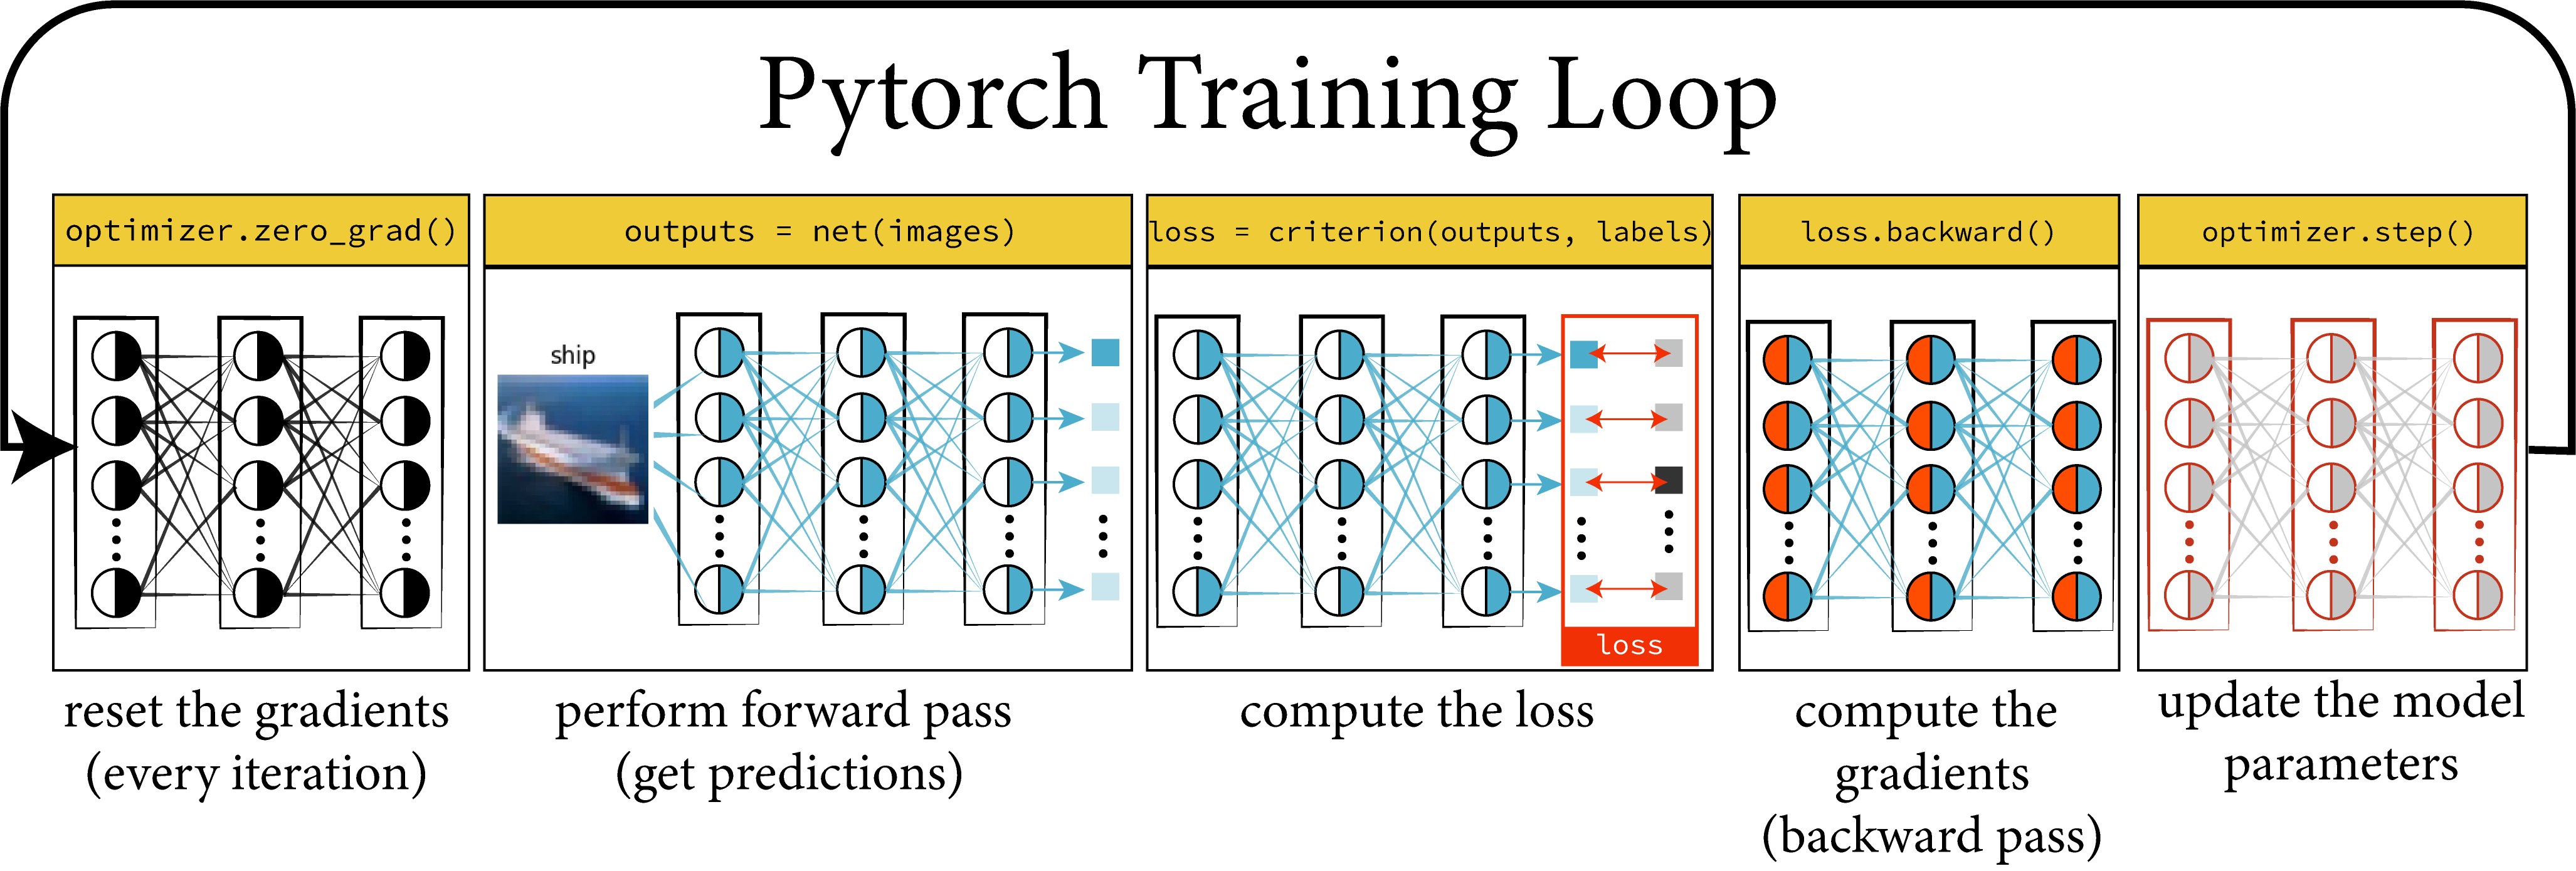 Pytorch Training Loop
optimizer.zero_grad()
reset the gradients
(every iteration)
outputs = net(images)
ship
perform forward pass
(get predictions)
loss = criterion(outputs, labels)
loss
compute the loss
loss.backward()
compute the
gradients
(backward pass)
optimizer.step()
update the model
parameters